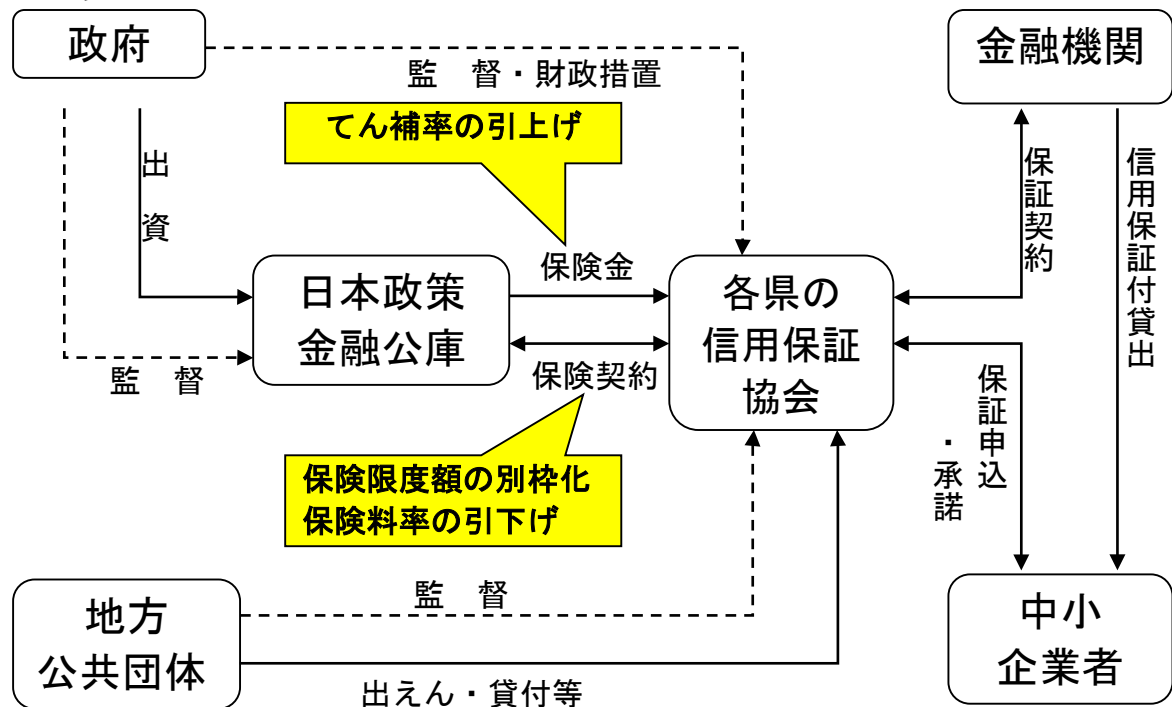 政府
監　督・財政措置
金融機関
てん補率の引上げ
出　資
保証契約
信用保証付貸出
日本政策
金融公庫
保険金
保険契約
各県の
信用保証
協会
監　督
保証申込
・承諾
保険限度額の別枠化
保険料率の引下げ
地方
公共団体
監　督
出えん・貸付等
中小
企業者